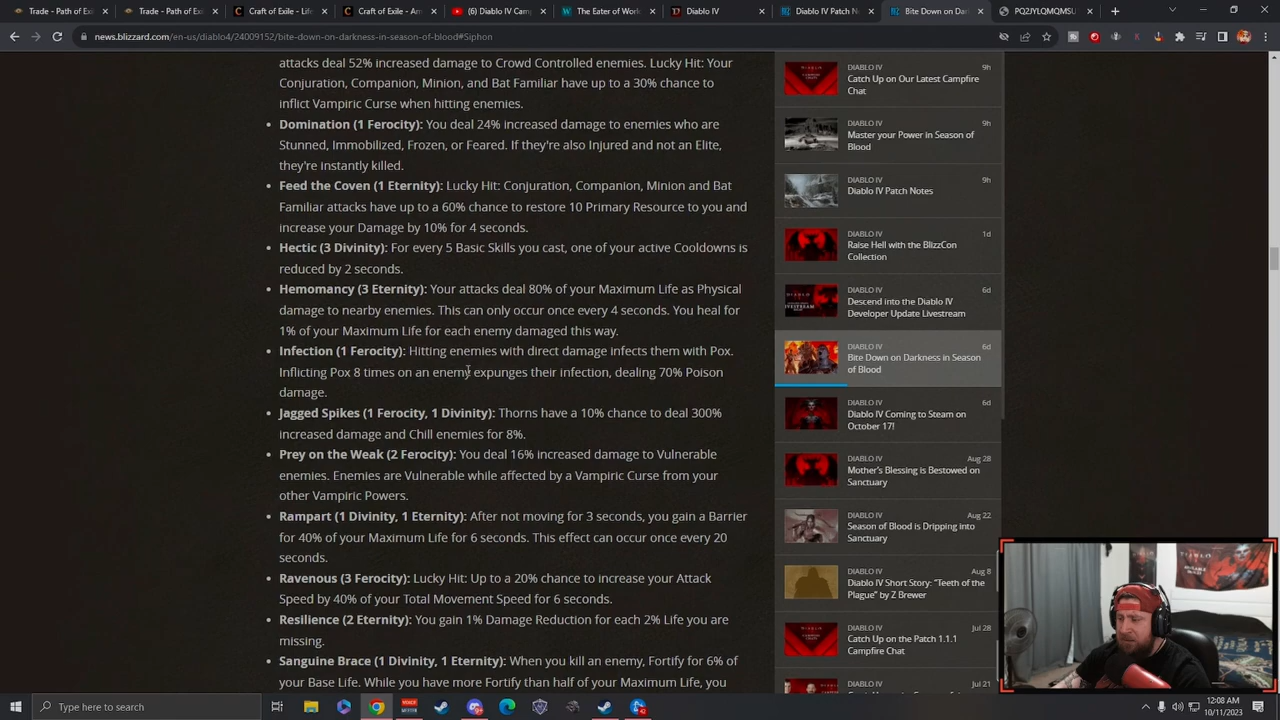 Trade - Path of Exi
Trade - Path of Exi
Craft of Exile - Life
Craft of Exile - Arr
(6) Diablo IV Camp
The Eater of Work
Diablo IV
Diablo IV Patch No
Bite Down on Dark
PQ2JYLQMQMSU
news.blizzard.com/en-us/diablo4/24009152/bite-down-on-darkness-in-season-of-blood#Siphon
attacks deal 52% increased damage to Crowd Controlled enemies. Lucky Hit: Your
Conjuration, Companion, Minion, and Bat Familiar have up to a 30% chance to
inflict Vampiric Curse when hitting enemies.
Domination (1 Ferocity): You deal 24% increased damage to enemies who are
Stunned, Immobilized, Frozen, or Feared. If they're also Injured and not an Elite,
they're instantly killed.
Feed the Coven (1 Eternity): Lucky Hit: Conjuration, Companion, Minion and Bat
Familiar attacks have up to a 60% chance to restore 10 Primary Resource to you and
increase your Damage by 10% for 4 seconds.
Hectic (3 Divinity): For every 5 Basic Skills you cast, one of your active Cooldowns is
reduced by 2 seconds.
Hemomancy (3 Eternity): Your attacks deal 80% of your Maximum Life as Physical
damage to nearby enemies. This can only occur once every 4 seconds. You heal for
1% of your Maximum Life for each enemy damaged this way.
Infection (1 Ferocity): Hitting enemies with direct damage infects them with Pox.
Inflicting Pox 8 times on an enemy expunges their infection, dealing 70% Poison
damage.
Jagged Spikes (1 Ferocity, 1 Divinity): Thorns have a 10% chance to deal 300%
increased damage and Chill enemies for 8%.
Prey on the Weak (2 Ferocity): You deal 16% increased damage to Vulnerable
enemies. Enemies are Vulnerable while affected by a Vampiric Curse from your
other Vampiric Powers.
Rampart (1 Divinity, 1 Eternity): After not moving for 3 seconds, you gain a Barrier
for 40% of your Maximum Life for 6 seconds. This effect can occur once every 20
seconds.
Ravenous (3 Ferocity): Lucky Hit: Up to a 20% chance to increase your Attack
Speed by 40% of your Total Movement Speed for 6 seconds.
Resilience (2 Eternity): You gain 1% Damage Reduction for each 2% Life you are
missing.
Sanguine Brace (1 Divinity, 1 Eternity): When you kill an enemy, Fortify for 6% of
your Base Life. While you have more Fortify than half of your Maximum Life, you
DIABLO IV 9h
Catch Up on Our Latest Campfire
Chat
DIABLO IV 9h
Master your Power in Season of
Blood
DIABLO IV 9h
Diablo IV Patch Notes
DIABLO IV 1d
Raise Hell with the BlizzCon
Collection
DIABLO IV 6d
Descend into the Diablo IV
Developer Update Livestream
DIABLO IV 6d
Bite Down on Darkness in Season
of Blood
DIABLO IV 6d
Diablo IV Coming to Steam on
October 17!
DIABLO IV Aug 28
Mother's Blessing is Bestowed on
Sanctuary
DIABLO IV Aug 22
Season of Blood is Dripping into
Sanctuary
DIABLO IV Aug 8
Diablo IV Short Story: "Teeth of the
Plague" by Z Brewer
DIABLO IV Jul 28
Catch Up on the Patch 1.1.1
Campfire Chat
DIABLO IV Jul 21
Type here to search
12:08 AM
10/11/2023